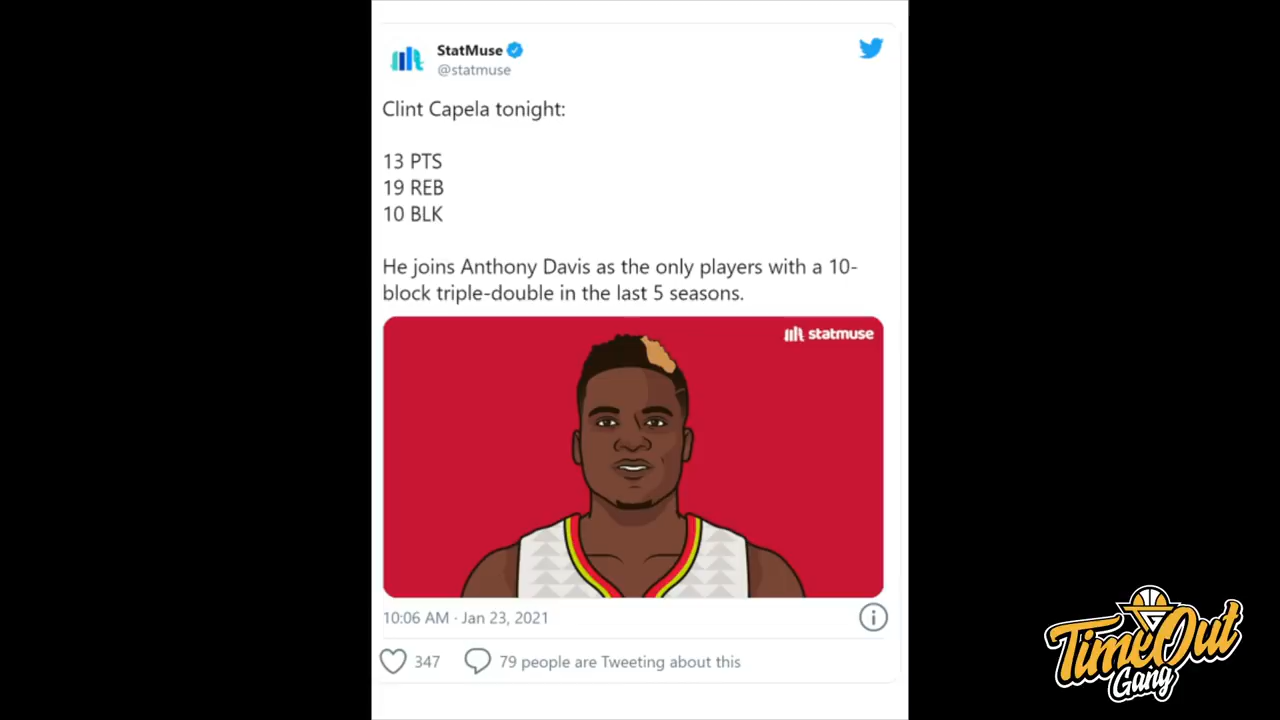 StatMuse
@statmuse
Clint Capela tonight:
13 PTS
19 REB
10 BLK
He joins Anthony Davis as the only players with a 10-
block triple-double in the last 5 seasons.
statmuse
10:06 AM · Jan 23, 2021
347
79 people are Tweeting about this
TimeOut
Gang